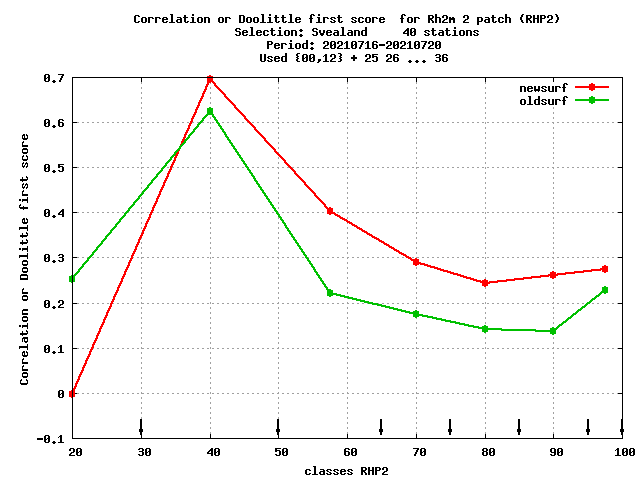 Correlation or Doolittle first score  for Rh2m 2 patch (RHP2)
Selection: Svealand     40 stations
Period: 20210716-20210720
Used {00,12} + 25 26 ... 36
newsurf
oldsurf
Correlation or Doolittle first score
0.7
0.6
0.5
0.4
0.3
0.2
0.1
0
-0.1
20 30 40 50 60 70 80 90 100
classes RHP2